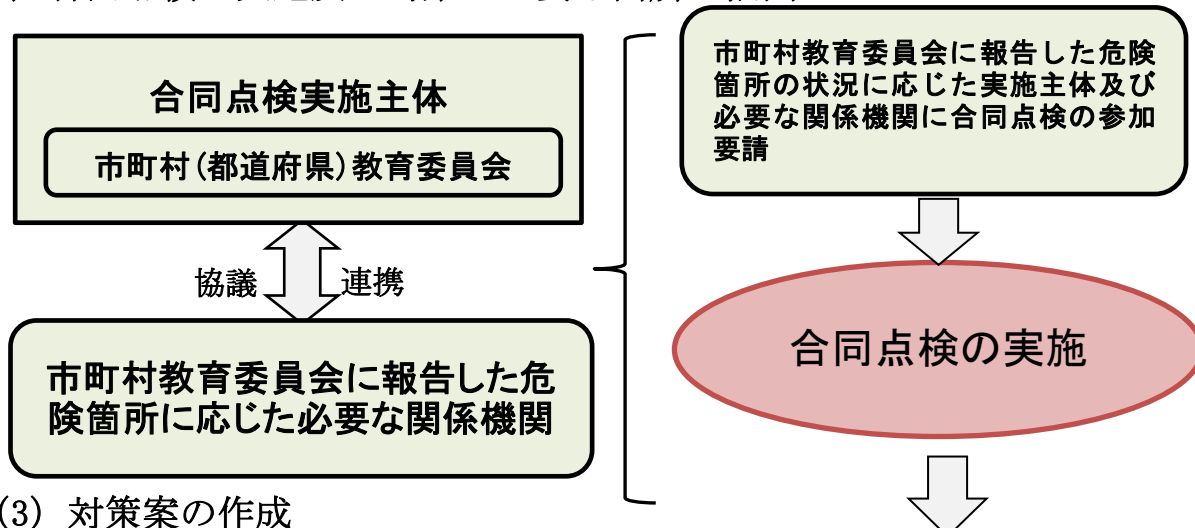 合同点検実施主体
市町村(都道府県)教育委員会
協議
連携
市町村教育委員会に報告した危
険箇所に応じた必要な関係機関
市町村教育委員会に報告した危険
箇所の状況に応じた実施主体及び
必要な関係機関に合同点検の参加
要請
合同点検の実施
(3) 対策案の作成